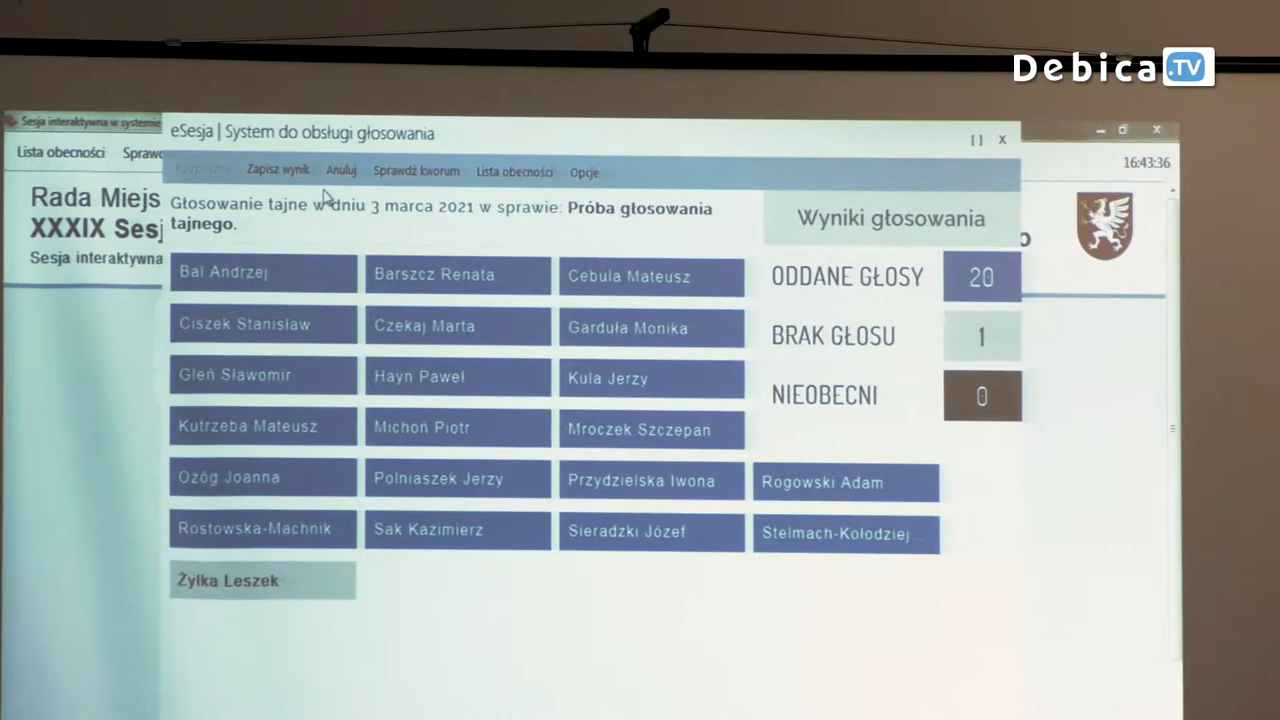 Debica.TV
Sesja interaktywna w systemie
eSesja | System do obsługi głosowania
[ ] X
Lista obecności Sprawo
Rozpocznij Zapisz wynik Anuluj Sprawdź kworum Lista obecności Opcje
16:43:36
Rada Miejs
XXXIX Sesj
Sesja interaktywna
Głosowanie tajne w dniu 3 marca 2021 w sprawie: Próba głosowania
tajnego.
Wyniki głosowania
o
Bal Andrzej Barszcz Renata Cebula Mateusz
ODDANE GŁOSY 20
Ciszek Stanisław Czekaj Marta Garduła Monika
BRAK GŁOSU 1
Gleń Sławomir Hayn Paweł Kula Jerzy
NIEOBECNI 0
Kutrzeba Mateusz Michoń Piotr Mroczek Szczepan
Ożóg Joanna Polniaszek Jerzy Przydzielska Iwona Rogowski Adam
Rostowska-Machnik Sak Kazimierz Sieradzki Józef Stelmach-Kołodziej...
Żyłka Leszek